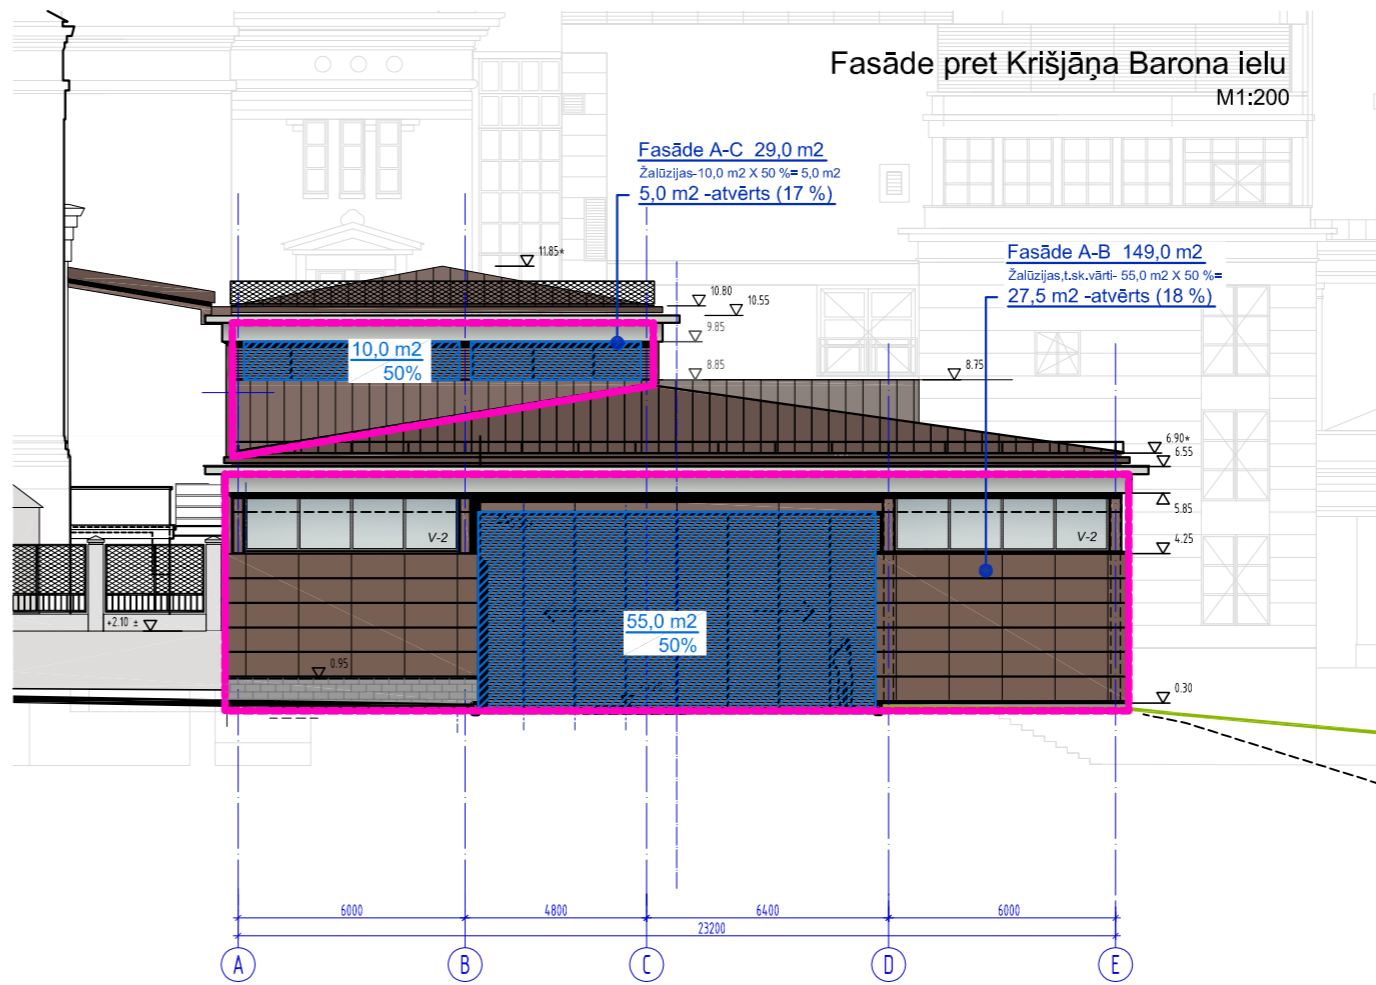 Fasāde pret Krišjāņa Barona ielu
M1:200
Fasāde A-C 29,0 m2
Žalūzijas-10,0 m2 X 50 %= 5,0 m2
5,0 m2 -atvērts (17 %)
Fasāde A-B 149,0 m2
Žalūzijas,t.sk.vārti- 55,0 m2 X 50 %=
27,5 m2 -atvērts (18 %)
11.85*
10.80
10.55
9.85
10,0 m2
50%
8.85
8.75
6.90*
6.55
5.85
V-2
V-2
4.25
+2.10 ±
55,0 m2
50%
0.95
0.30
6000
4800
6400
6000
23200
A
B
C
D
E